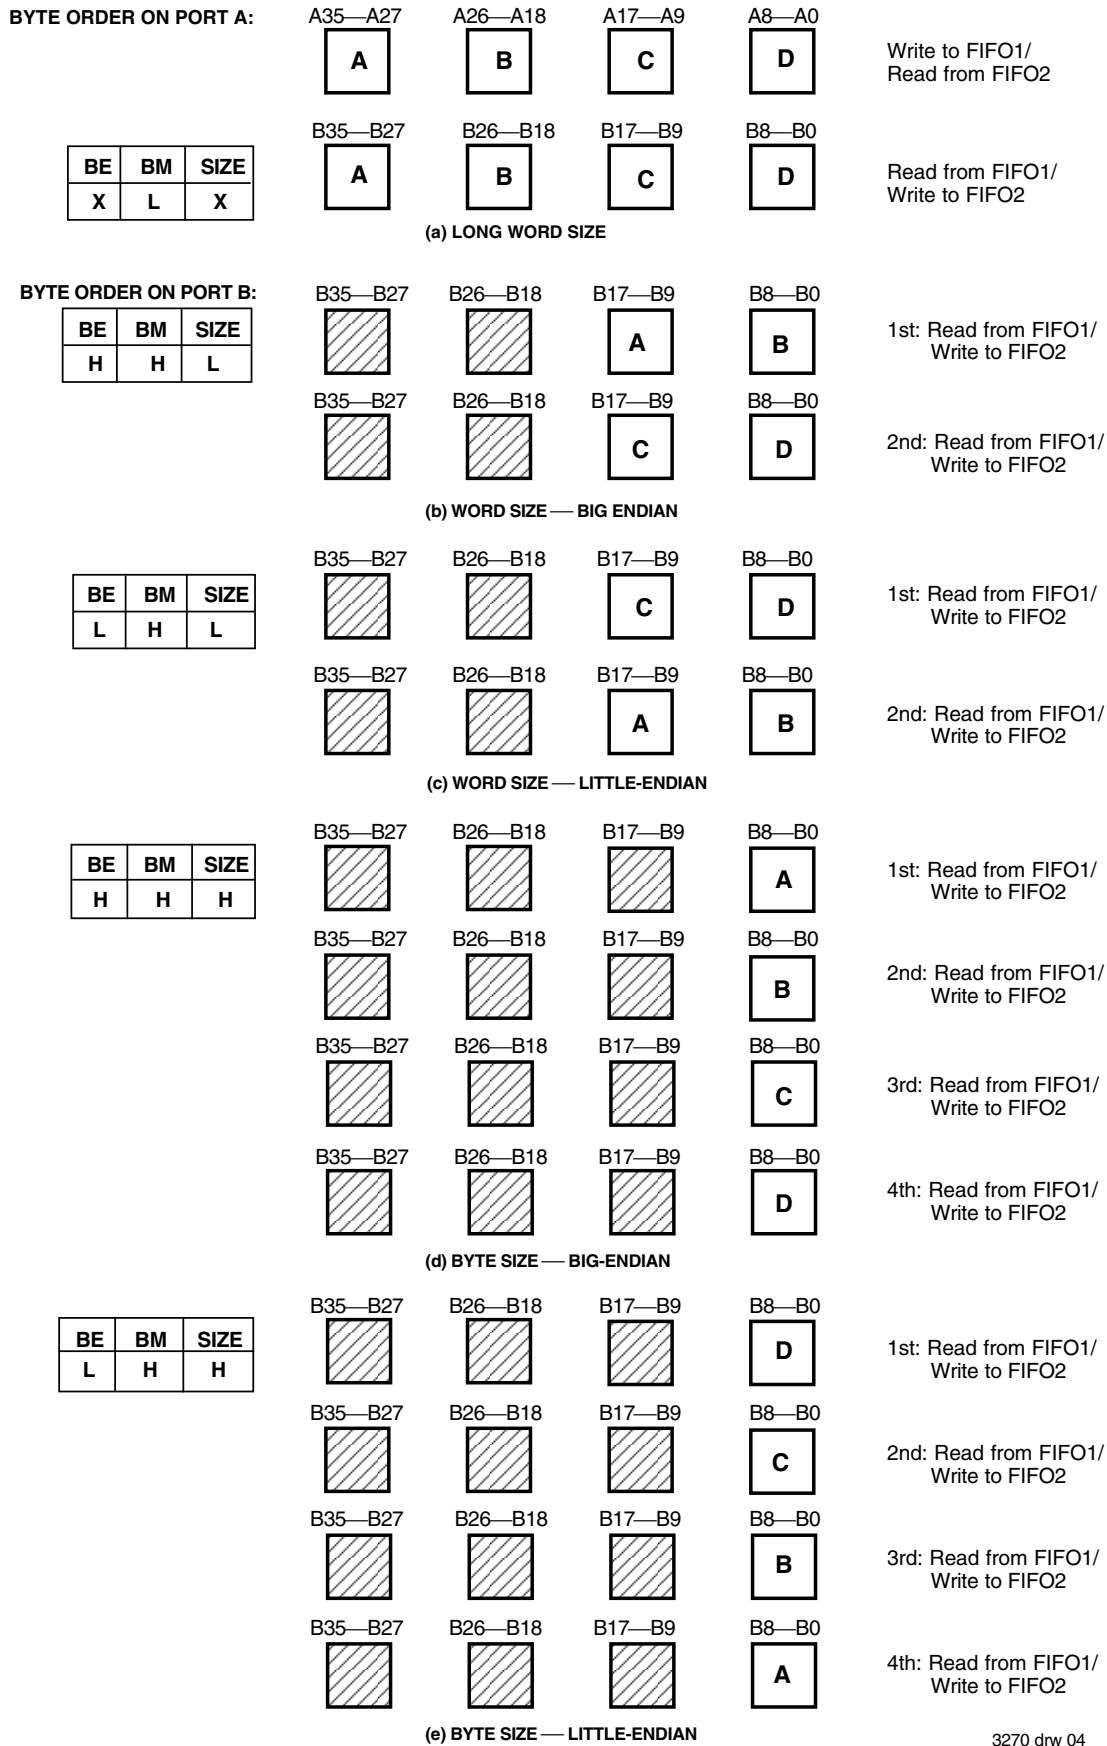 BYTE ORDER ON PORT A: A35—A27 A26—A18 A17—A9 A8—A0
A B C D
Write to FIFO1/
Read from FIFO2
B35—B27 B26—B18 B17—B9 B8—B0
BE BM SIZE
X L X
A B C D
Read from FIFO1/
Write to FIFO2
(a) LONG WORD SIZE
BYTE ORDER ON PORT B: B35—B27 B26—B18 B17—B9 B8—B0
BE BM SIZE
H H L
A B
1st: Read from FIFO1/
Write to FIFO2
B35—B27 B26—B18 B17—B9 B8—B0
C D
2nd: Read from FIFO1/
Write to FIFO2
(b) WORD SIZE — BIG ENDIAN
B35—B27 B26—B18 B17—B9 B8—B0
BE BM SIZE
L H L
C D
1st: Read from FIFO1/
Write to FIFO2
B35—B27 B26—B18 B17—B9 B8—B0
A B
2nd: Read from FIFO1/
Write to FIFO2
(c) WORD SIZE — LITTLE-ENDIAN
B35—B27 B26—B18 B17—B9 B8—B0
BE BM SIZE
H H H
A
1st: Read from FIFO1/
Write to FIFO2
B35—B27 B26—B18 B17—B9 B8—B0
B
2nd: Read from FIFO1/
Write to FIFO2
B35—B27 B26—B18 B17—B9 B8—B0
C
3rd: Read from FIFO1/
Write to FIFO2
B35—B27 B26—B18 B17—B9 B8—B0
D
4th: Read from FIFO1/
Write to FIFO2
(d) BYTE SIZE — BIG-ENDIAN
B35—B27 B26—B18 B17—B9 B8—B0
BE BM SIZE
L H H
D
1st: Read from FIFO1/
Write to FIFO2
B35—B27 B26—B18 B17—B9 B8—B0
C
2nd: Read from FIFO1/
Write to FIFO2
B35—B27 B26—B18 B17—B9 B8—B0
B
3rd: Read from FIFO1/
Write to FIFO2
B35—B27 B26—B18 B17—B9 B8—B0
A
4th: Read from FIFO1/
Write to FIFO2
(e) BYTE SIZE — LITTLE-ENDIAN
3270 drw 04